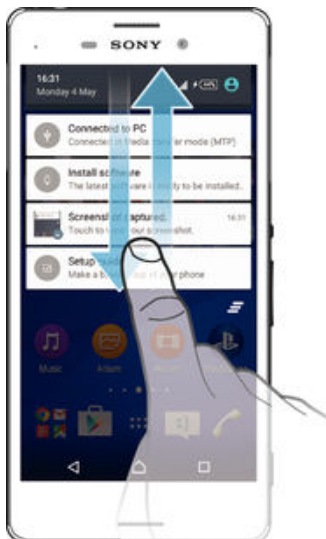 SONY
16:31
Monday 4 May
Connected to PC
Connected in Media transfer mode (MTP)
Install software
The latest software is ready to be installed.
Screenshot captured.
16:31
Touch to view your screenshot.
Setup guide
Make a backup of your phone
Music
Album